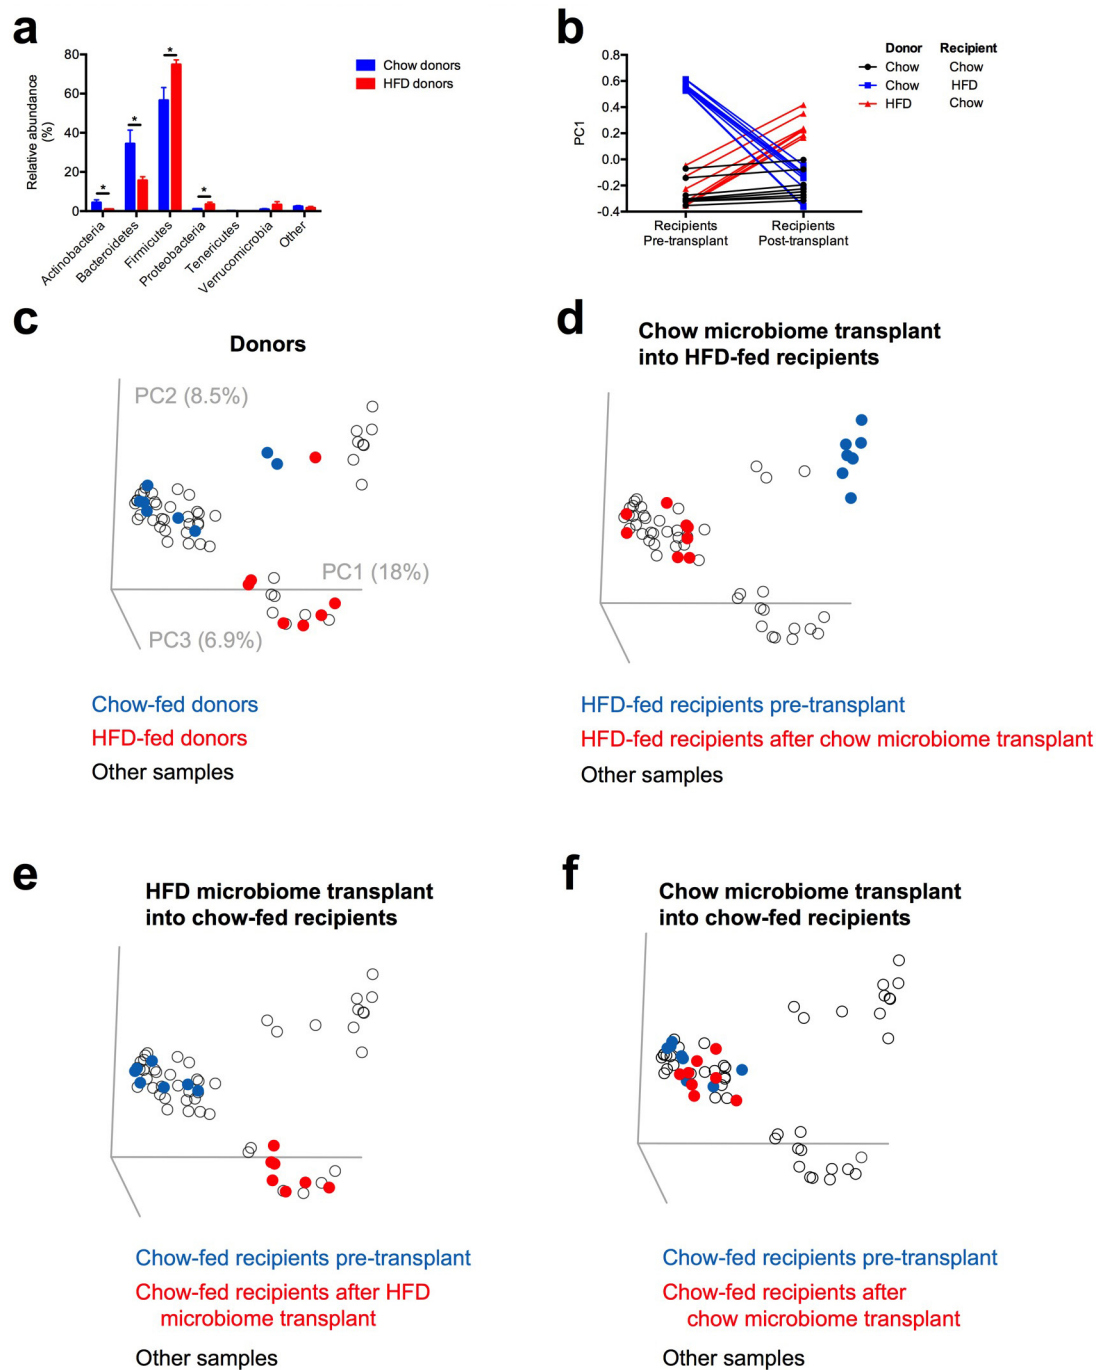 a
80
60
40
20
0
Relative abundance
(%)
*
*
*
*
Chow donors
HFD donors
Actinobacteria
Bacteroidetes
Firmicutes
Proteobacteria
Tenericutes
Verrucomicrobia
Other
b
0.8
0.6
0.4
0.2
0.0
-0.2
-0.4
PC1
Recipients
Pre-transplant
Recipients
Post-transplant
Donor Recipient
Chow Chow
Chow HFD
HFD Chow
c
Donors
PC2 (8.5%)
PC1 (18%)
PC3 (6.9%)
Chow-fed donors
HFD-fed donors
Other samples
d
Chow microbiome transplant
into HFD-fed recipients
HFD-fed recipients pre-transplant
HFD-fed recipients after chow microbiome transplant
Other samples
e
HFD microbiome transplant
into chow-fed recipients
Chow-fed recipients pre-transplant
Chow-fed recipients after HFD
microbiome transplant
Other samples
f
Chow microbiome transplant
into chow-fed recipients
Chow-fed recipients pre-transplant
Chow-fed recipients after
chow microbiome transplant
Other samples